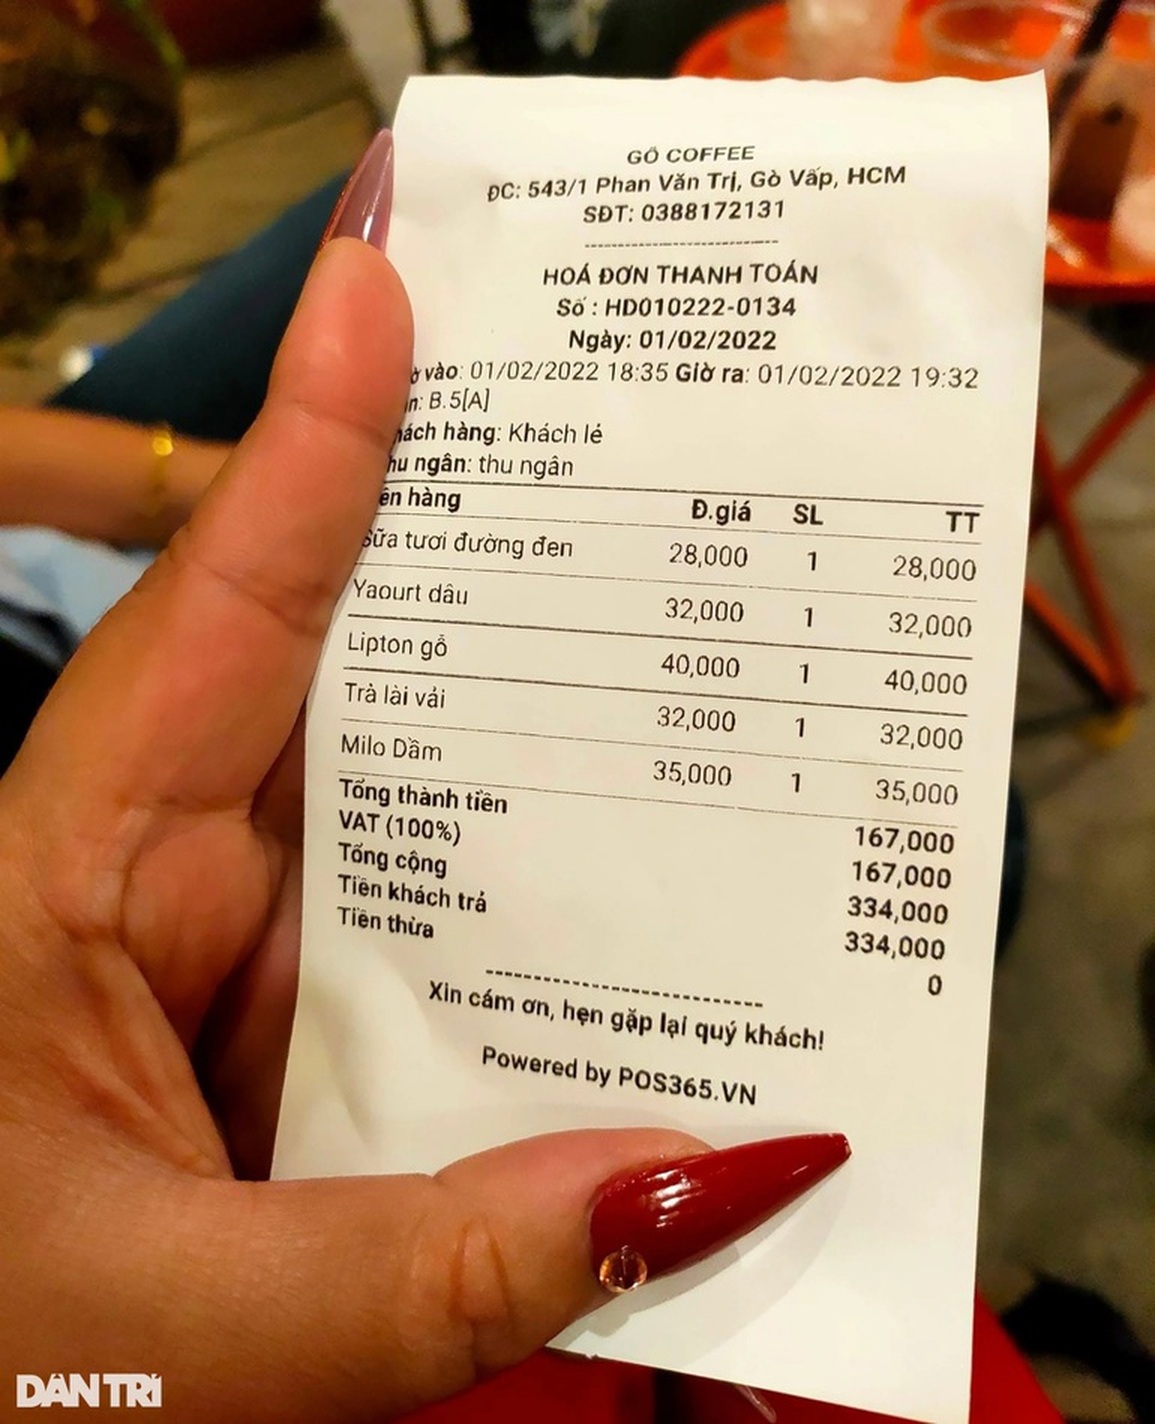 GỖ COFFEE
ĐC: 543/1 Phan Văn Trị, Gò Vấp, HCM
SĐT: 0388172131
HOÁ ĐƠN THANH TOÁN
Số : HD010222-0134
Ngày: 01/02/2022
ờ vào: 01/02/2022 18:35 Giờ ra: 01/02/2022 19:32
n: B.5[A]
hách hàng: Khách lẻ
hu ngân: thu ngân
ên hàng Đ.giá SL TT
Sữa tươi đường đen 28,000 1 28,000
Yaourt dâu 32,000 1 32,000
Lipton gỗ 40,000 1 40,000
Trà lài vải 32,000 1 32,000
Milo Dầm 35,000 1 35,000
Tổng thành tiền 167,000
VAT (100%) 167,000
Tổng cộng 334,000
Tiền khách trả 334,000
Tiền thừa 0
Xin cám ơn, hẹn gặp lại quý khách!
Powered by POS365.VN
DÂN TRÍ